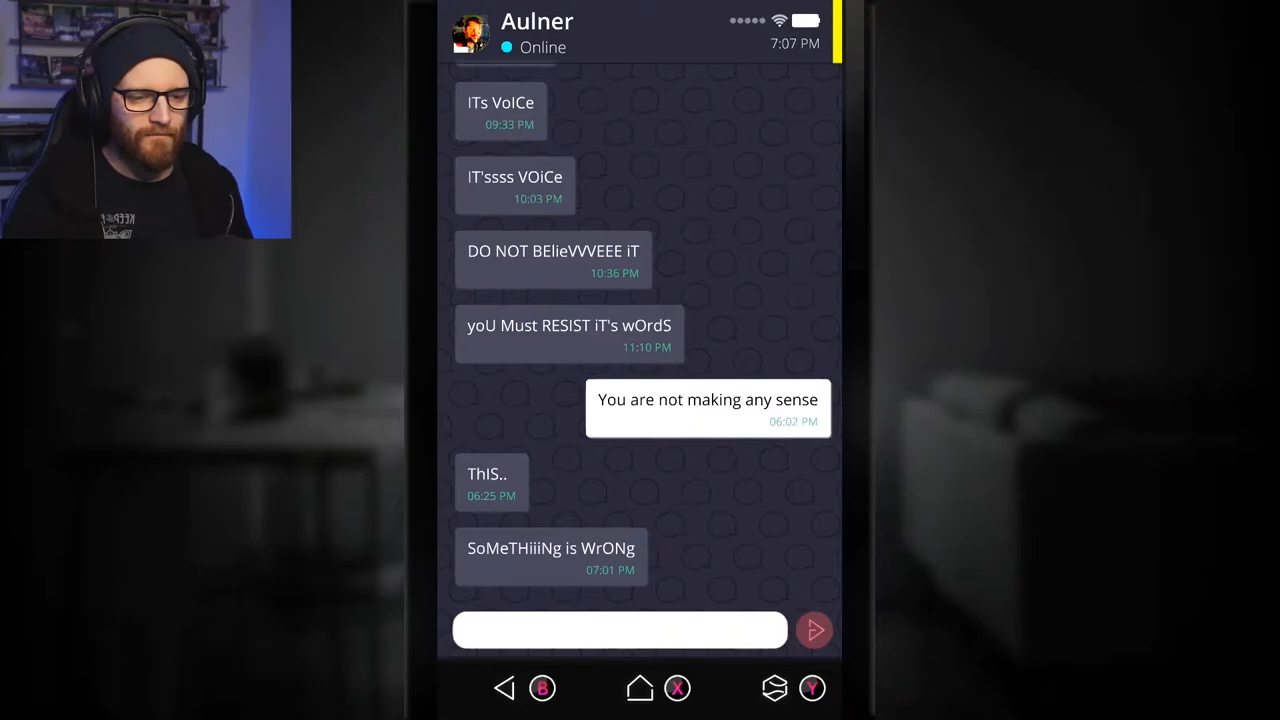 Aulner
Online
7:07 PM
ITs VoICe
09:33 PM
IT'ssss VOiCe
10:03 PM
DO NOT BElieVVVEEE iT
10:36 PM
yoU Must RESIST iT's wOrdS
11:10 PM
You are not making any sense
06:02 PM
ThIS..
06:25 PM
SoMeTHiiiNg is WrONg
07:01 PM
B
X
Y